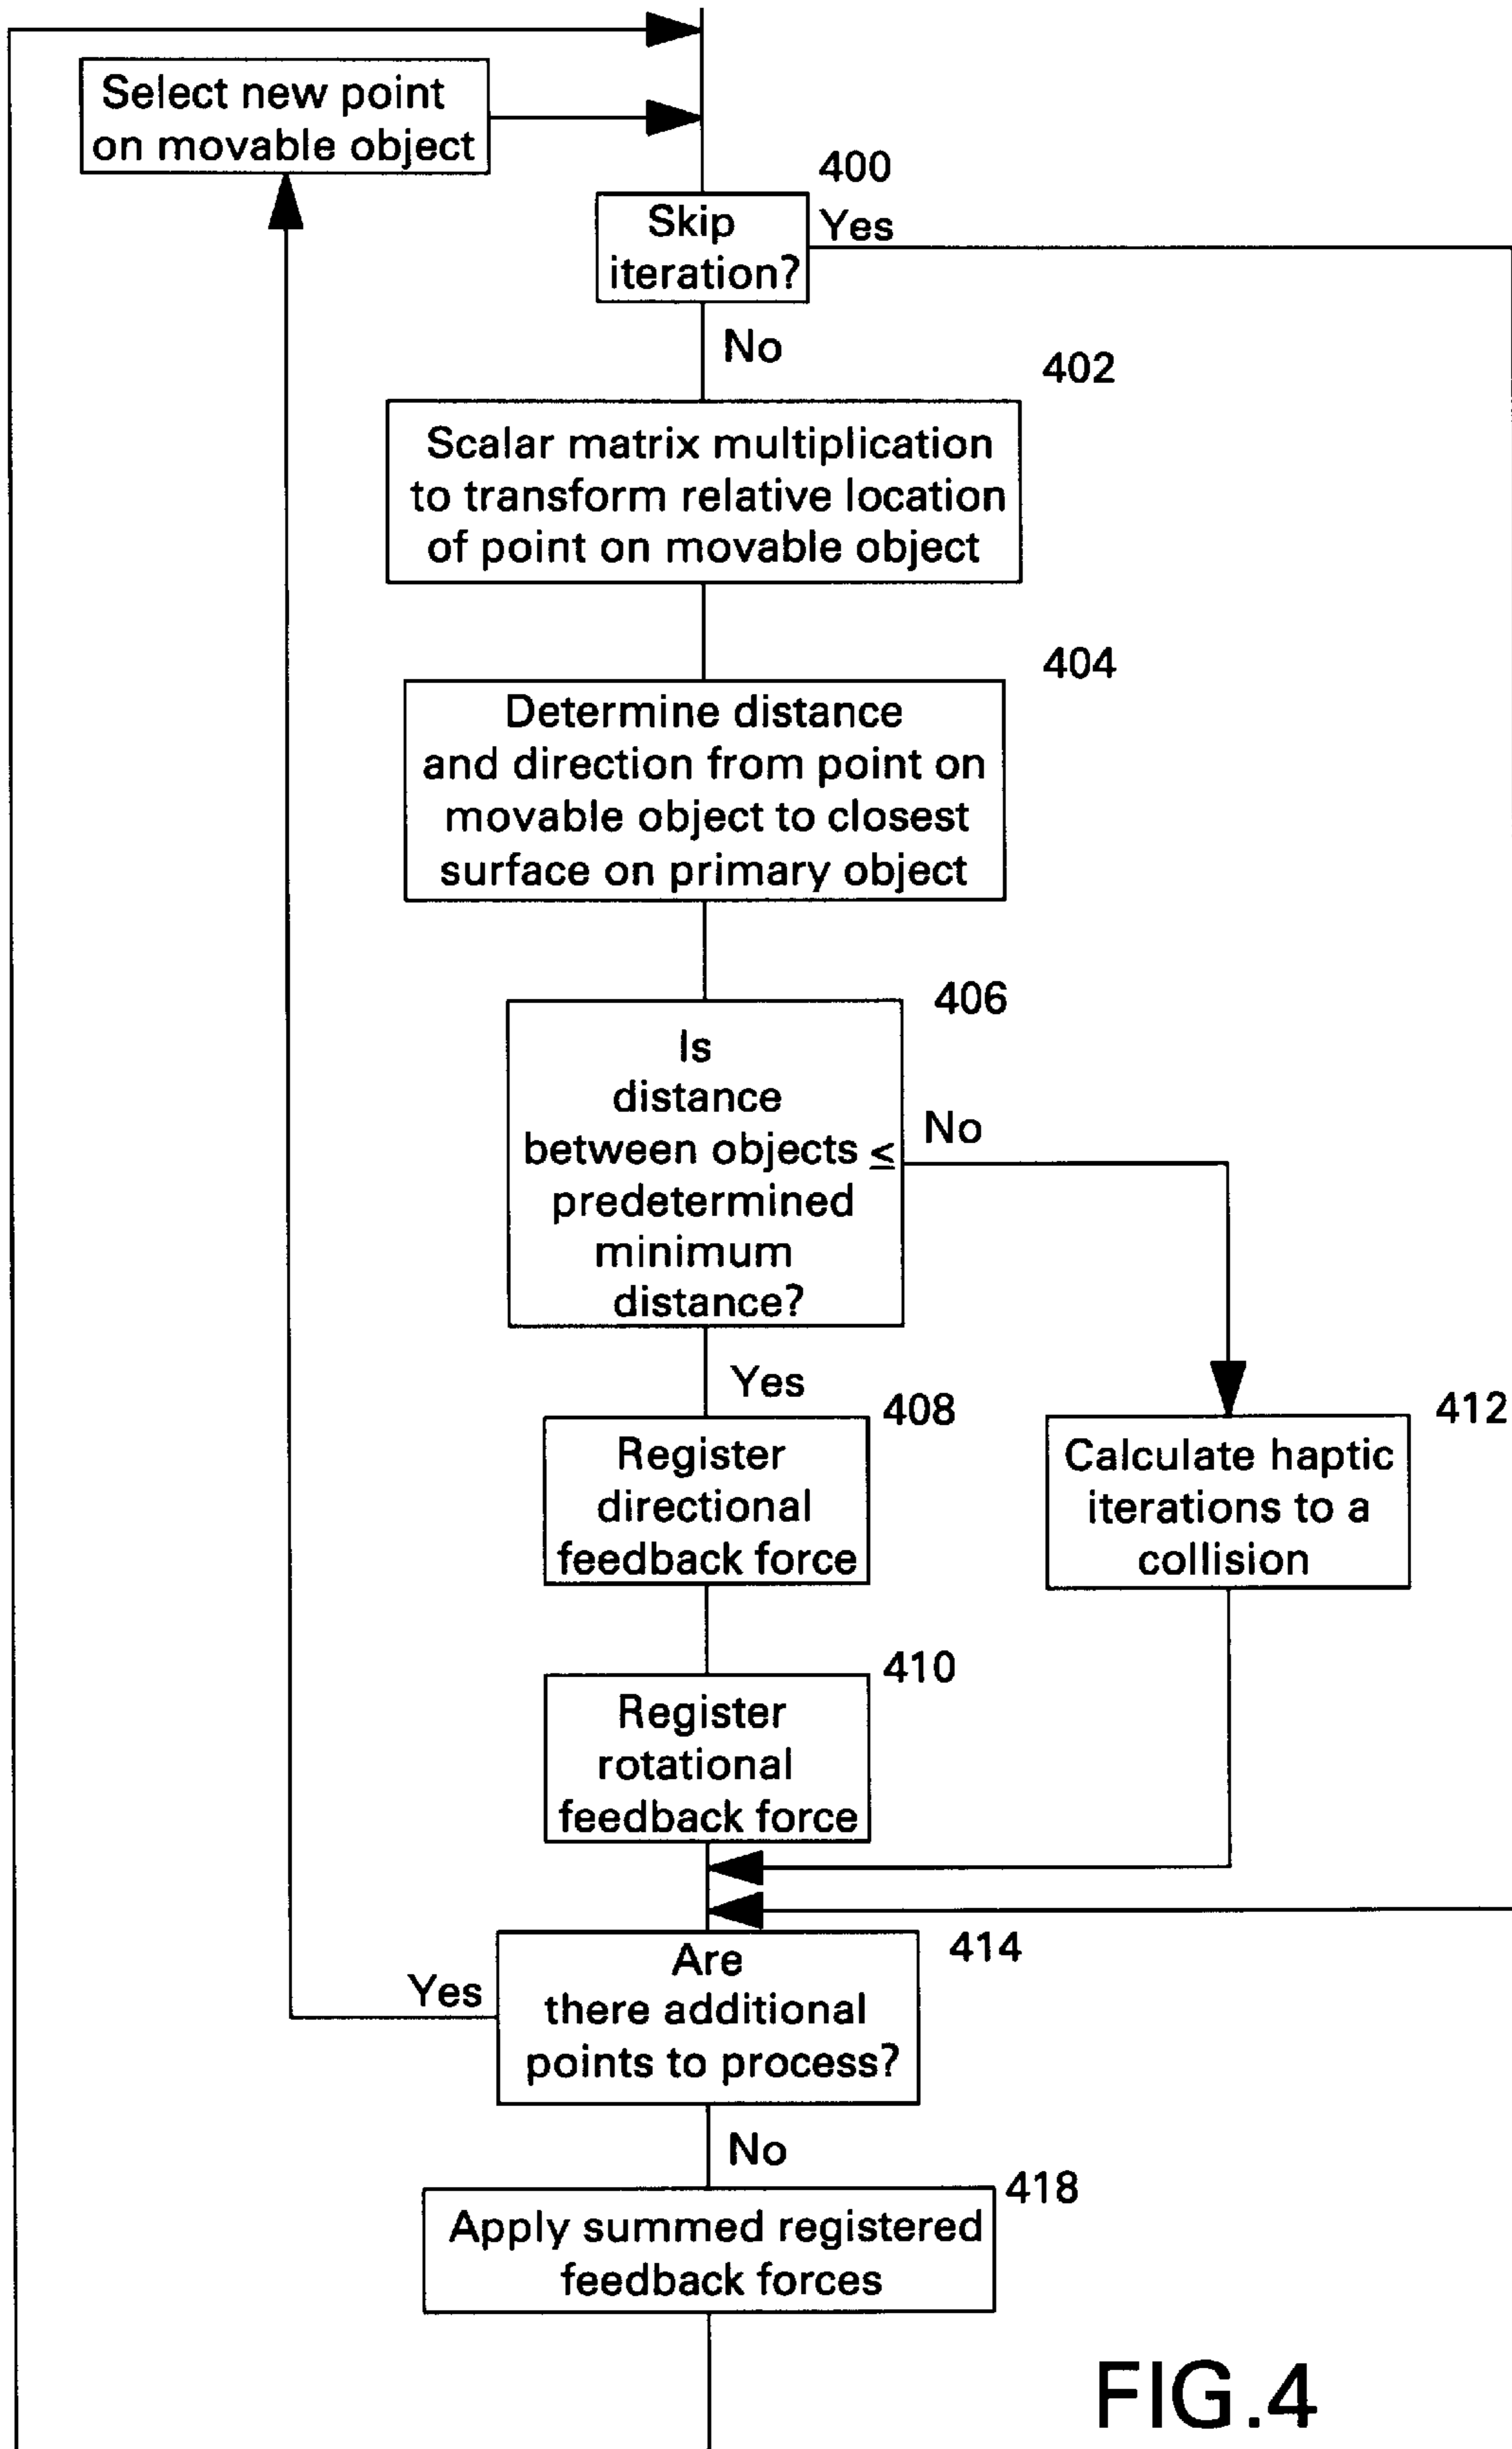 Select new point
on movable object
400
Skip
iteration?
Yes
No
402
Scalar matrix multiplication
to transform relative location
of point on movable object
404
Determine distance
and direction from point on
movable object to closest
surface on primary object
406
Is
distance
between objects ≤
predetermined
minimum
distance?
No
Yes
408
Register
directional
feedback force
412
Calculate haptic
iterations to a
collision
410
Register
rotational
feedback force
414
Are
there additional
points to process?
Yes
No
418
Apply summed registered
feedback forces
FIG.4